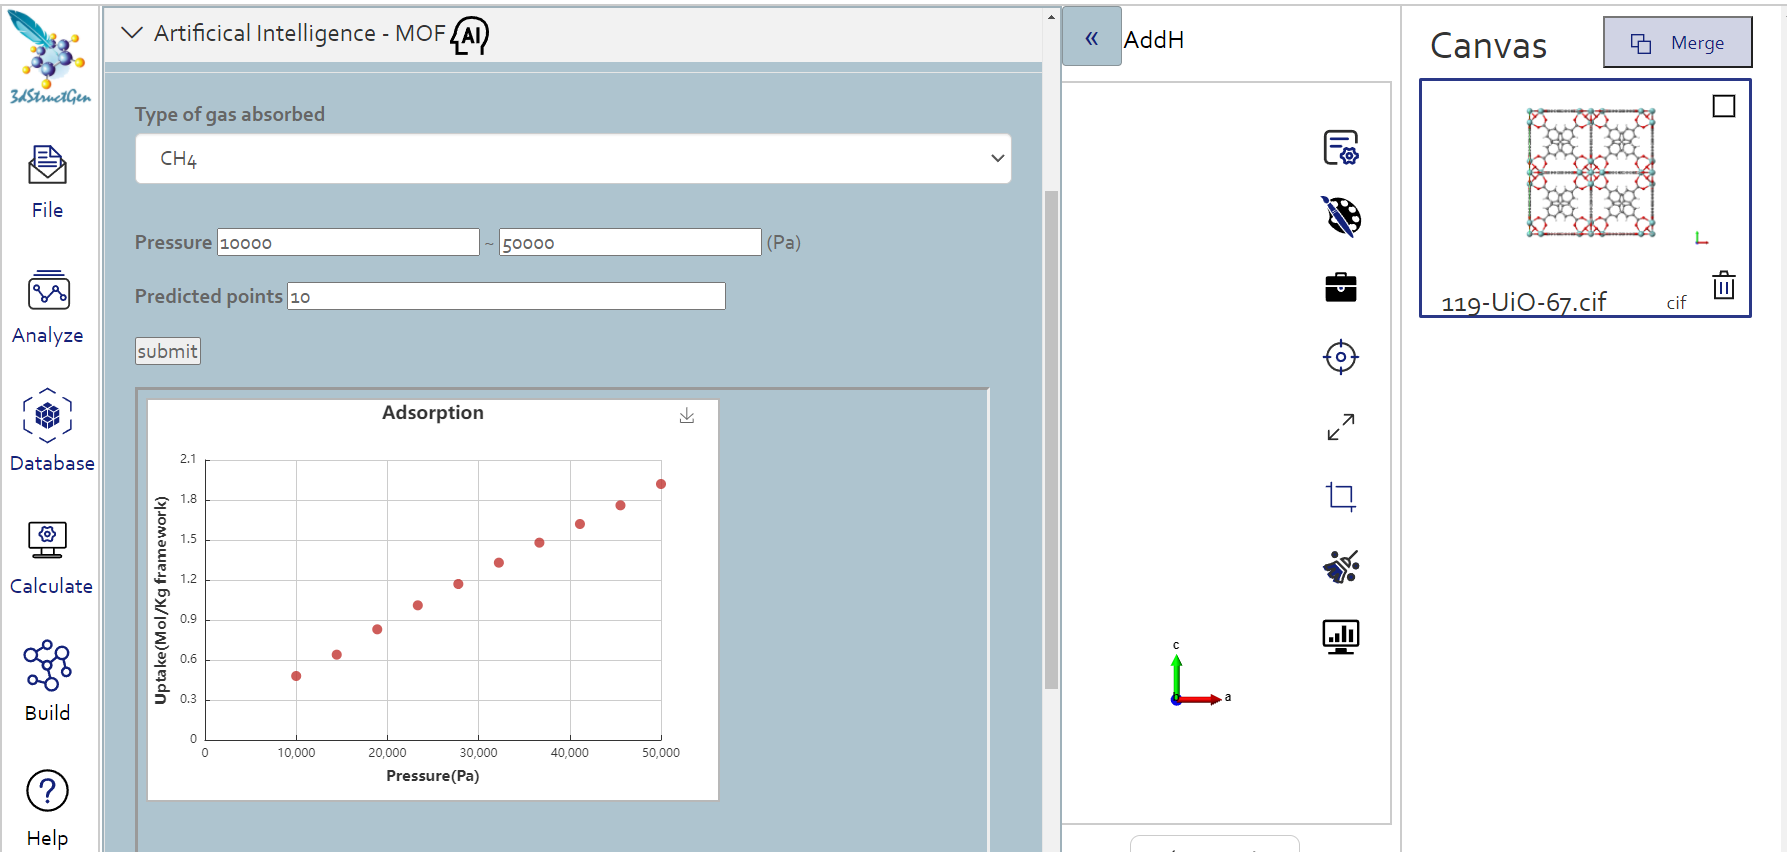 3dStructGen
File
Analyze
Database
Calculate
Build
Help
Artificical Intelligence - MOF AI
Type of gas absorbed
CH4
Pressure 10000 ~ 50000 (Pa)
Predicted points 10
submit
Adsorption
Uptake(Mol/Kg framework)
2.1
1.8
1.5
1.2
0.9
0.6
0.3
0
0 10,000 20,000 30,000 40,000 50,000
Pressure(Pa)
« AddH
c
b
a
Canvas
Merge
119-UiO-67.cif cif